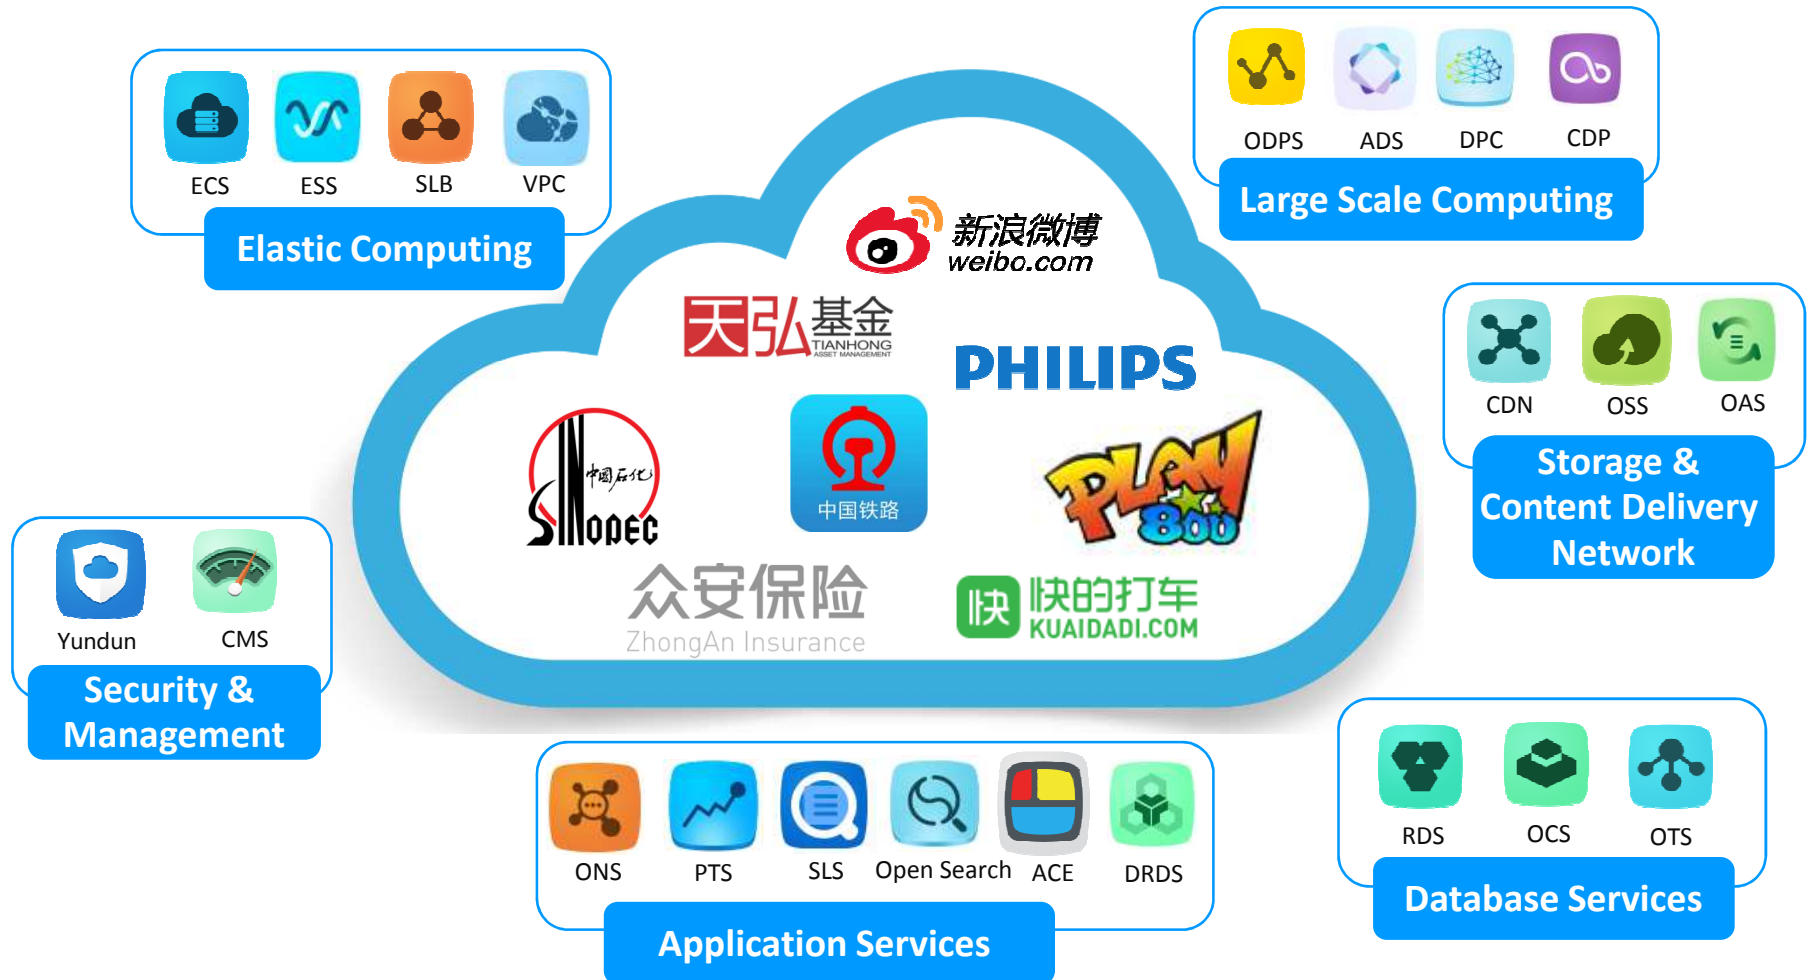 ECS ESS SLB VPC
Elastic Computing
ODPS ADS DPC CDP
Large Scale Computing
新浪微博
weibo.com
天弘基金
TIANHONG
ASSET MANAGEMENT
PHILIPS
CDN OSS OAS
Storage &
Content Delivery
Network
中国石化
SINOPEC
中国铁路
PLAY
800
众安保险
ZhongAn Insurance
快
快的打车
KUAIDADI.COM
Yundun CMS
Security &
Management
ONS PTS SLS Open Search ACE DRDS
Application Services
RDS OCS OTS
Database Services